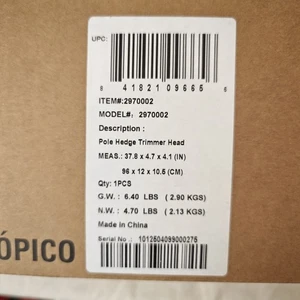 UPC:
9 41821 09665 6
ITEM#:2970002
MODEL#: 2970002
Description :
Pole Hedge Trimmer Head
MEAS.: 37.8 x 4.7 x 4.1 (IN)
96 x 12 x 10.5 (CM)
Qty: 1PCS
G.W. : 6.40 LBS ( 2.90 KGS)
N.W. : 4.70 LBS ( 2.13 KGS)
Made in China
Serial No.: 1012504099000275
ÓPICO